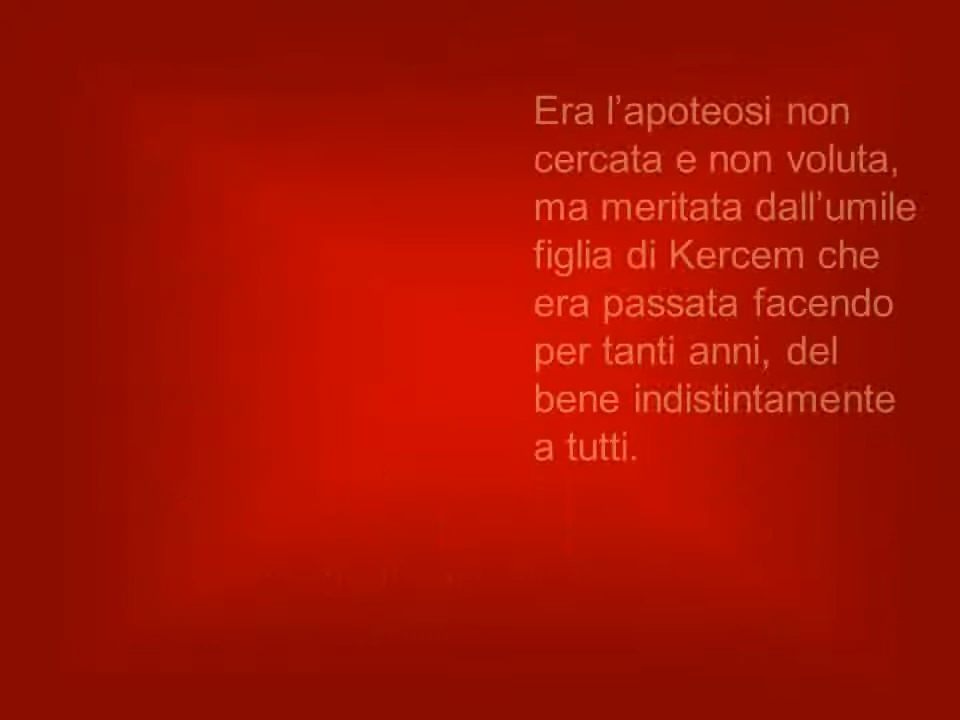 Era l’apoteosi non
cercata e non voluta,
ma meritata dall’umile
figlia di Kercem che
era passata facendo
per tanti anni, del
bene indistintamente
a tutti.